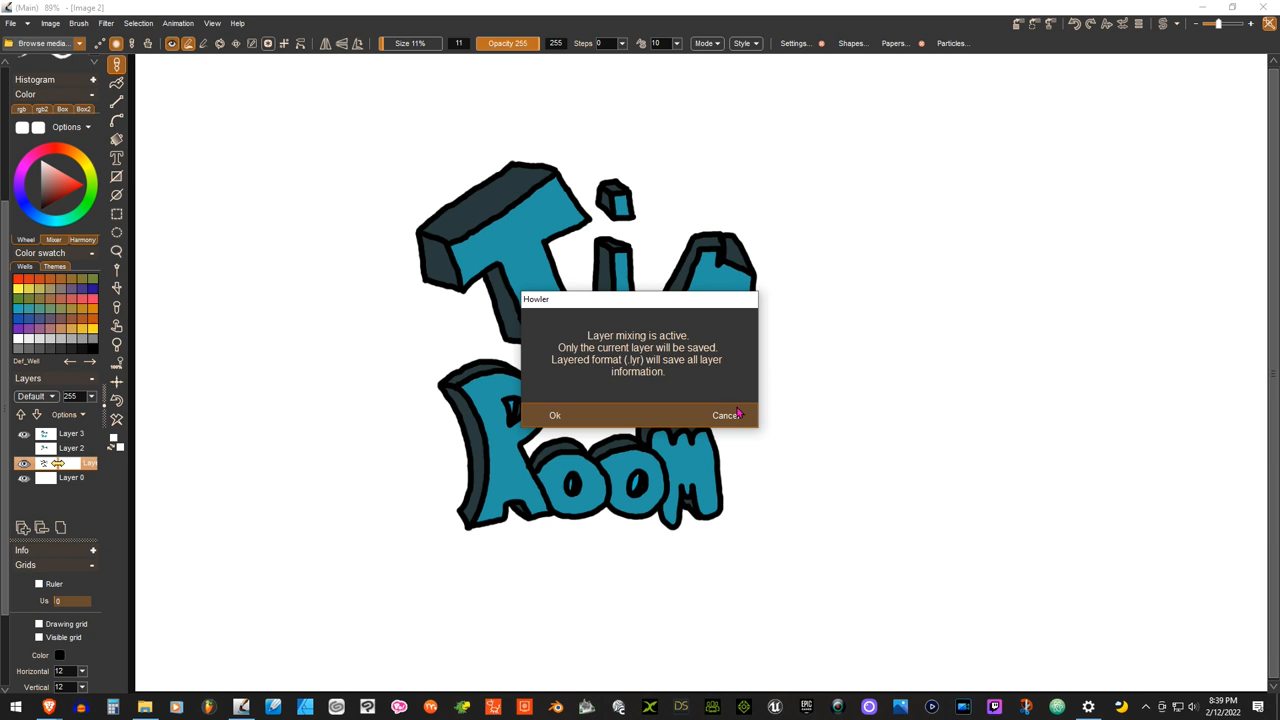 (Main) 89% - [Image 2]
File Image Brush Filter Selection Animation View Help
Browse media... Size 11% 11 Opacity 255 255 Steps 0 10 Mode Style Settings... Shapes... Papers... Particles...
Histogram +
Color -
rgb rgb2 Box Box2
Options
Wheel Mixer Harmony
Color swatch -
Wells Themes
Def_Well
Layers -
Default 255
Options
Layer 3
Layer 2
Laye
Layer 0
Info +
Grids -
Ruler
Us 0
Drawing grid
Visible grid
Color
Horizontal 12
Vertical 12
Room
Howler
Layer mixing is active.
Only the current layer will be saved.
Layered format (.lyr) will save all layer
information.
Ok Cancel
100%
EPIC
DS
8:39 PM
2/12/2022